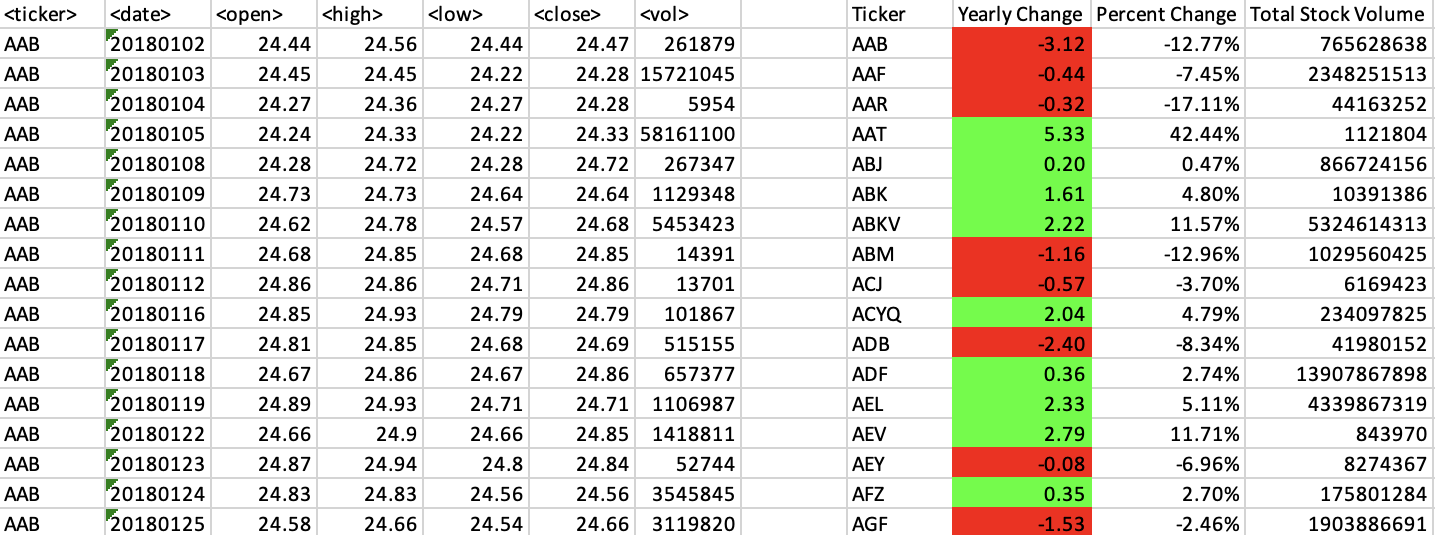 <ticker> <date> <open> <high> <low> <close> <vol> Ticker Yearly Change Percent Change Total Stock Volume
AAB 20180102 24.44 24.56 24.44 24.47 261879 AAB -3.12 -12.77% 765628638
AAB 20180103 24.45 24.45 24.22 24.28 15721045 AAF -0.44 -7.45% 2348251513
AAB 20180104 24.27 24.36 24.27 24.28 5954 AAR -0.32 -17.11% 44163252
AAB 20180105 24.24 24.33 24.22 24.33 58161100 AAT 5.33 42.44% 1121804
AAB 20180108 24.28 24.72 24.28 24.72 267347 ABJ 0.20 0.47% 866724156
AAB 20180109 24.73 24.73 24.64 24.64 1129348 ABK 1.61 4.80% 10391386
AAB 20180110 24.62 24.78 24.57 24.68 5453423 ABKV 2.22 11.57% 5324614313
AAB 20180111 24.68 24.85 24.68 24.85 14391 ABM -1.16 -12.96% 1029560425
AAB 20180112 24.86 24.86 24.71 24.86 13701 ACJ -0.57 -3.70% 6169423
AAB 20180116 24.85 24.93 24.79 24.79 101867 ACYQ 2.04 4.79% 234097825
AAB 20180117 24.81 24.85 24.68 24.69 515155 ADB -2.40 -8.34% 41980152
AAB 20180118 24.67 24.86 24.67 24.86 657377 ADF 0.36 2.74% 13907867898
AAB 20180119 24.89 24.93 24.71 24.71 1106987 AEL 2.33 5.11% 4339867319
AAB 20180122 24.66 24.9 24.66 24.85 1418811 AEV 2.79 11.71% 843970
AAB 20180123 24.87 24.94 24.8 24.84 52744 AEY -0.08 -6.96% 8274367
AAB 20180124 24.83 24.83 24.56 24.56 3545845 AFZ 0.35 2.70% 175801284
AAB 20180125 24.58 24.66 24.54 24.66 3119820 AGF -1.53 -2.46% 1903886691